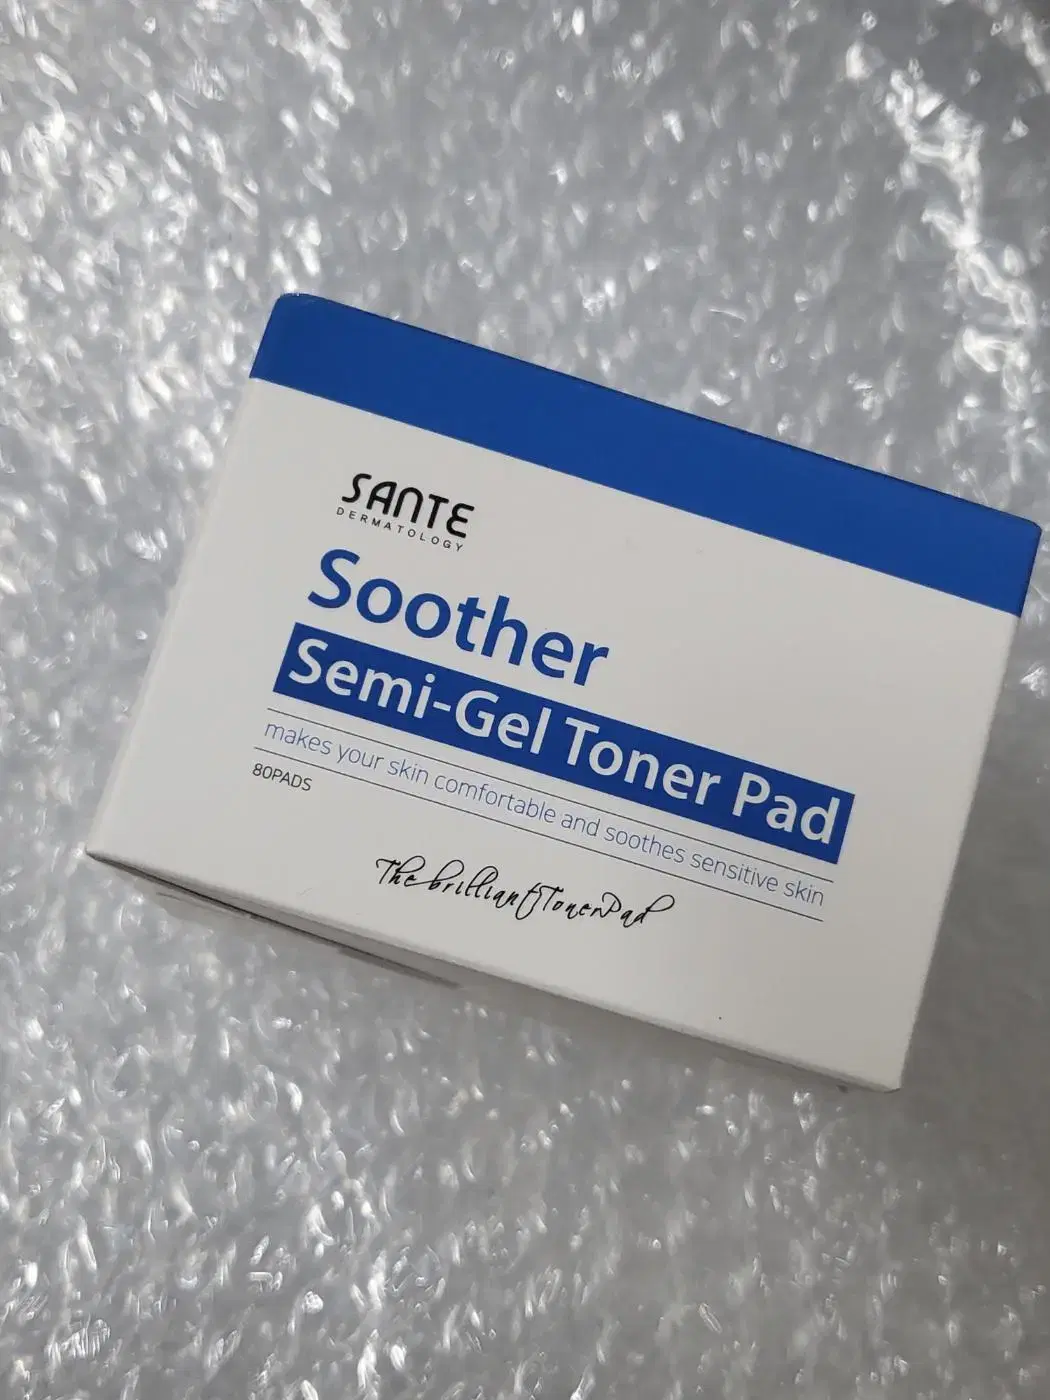 SANTE
DERMATOLOGY
Soother
Semi-Gel Toner Pad
makes your skin comfortable and soothes sensitive skin
80PADS
The brilliant Toner Pad